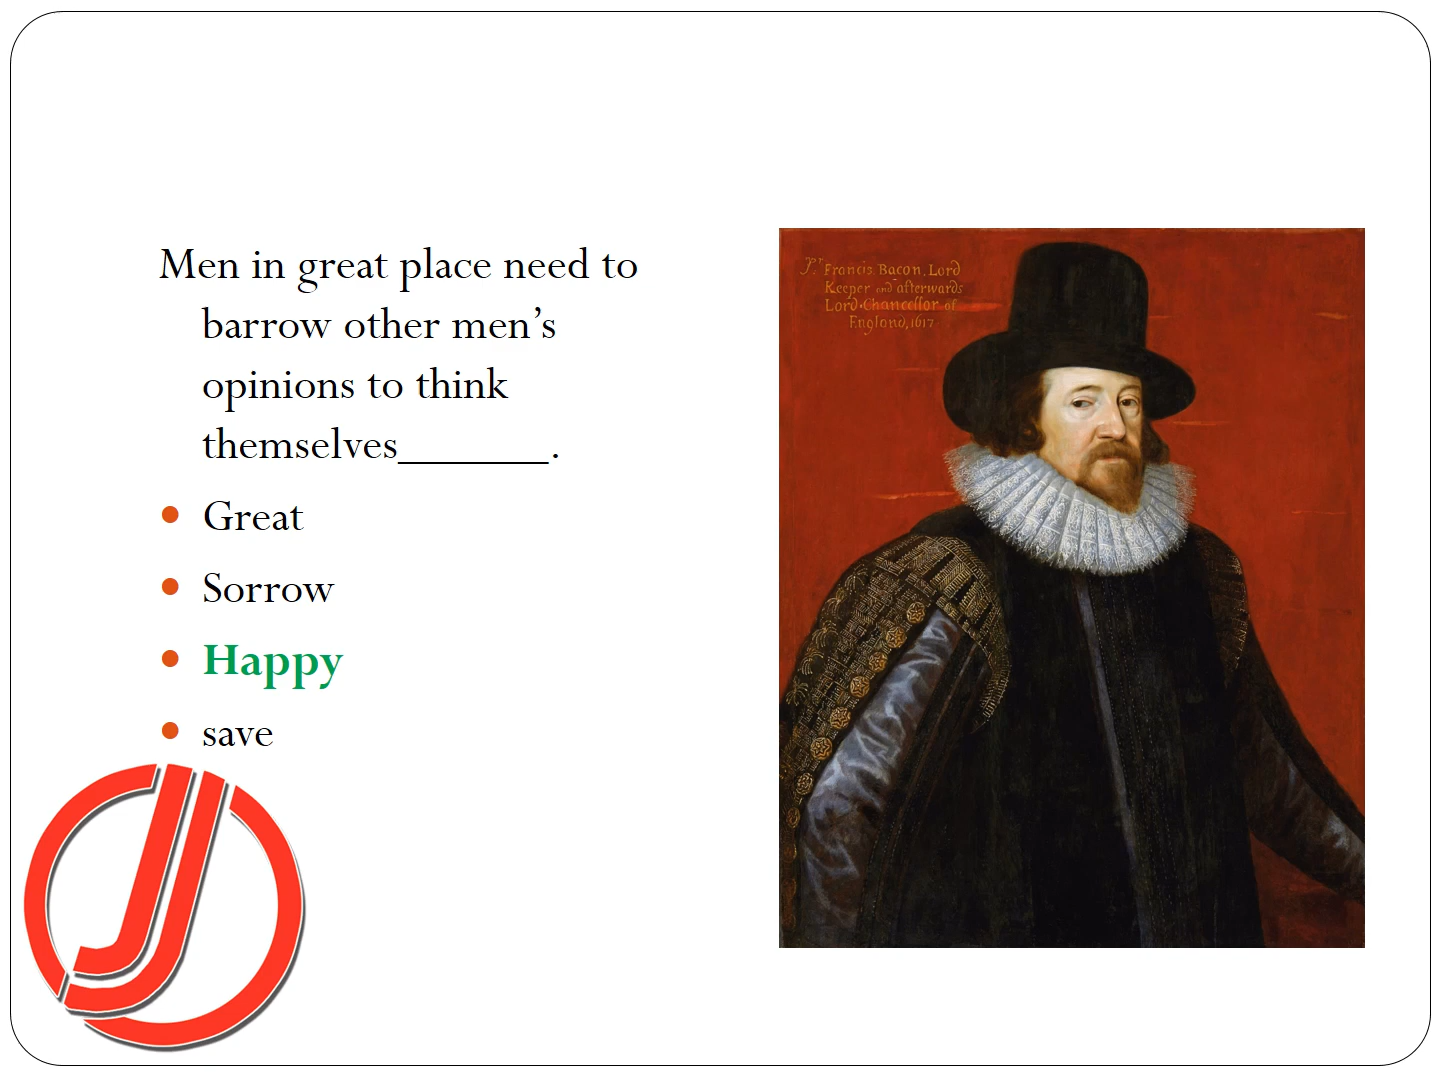 Men in great place need to
barrow other men’s
opinions to think
themselves_______.
Great
Sorrow
Happy
save
Sr Francis Bacon. Lord
Keeper and afterwards
Lord Chancellor of
England, 1617